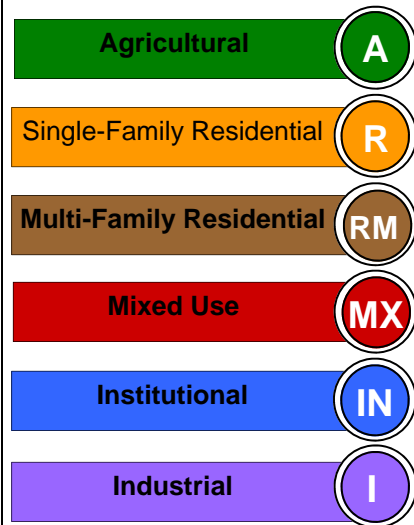 Agricultural A
Single-Family Residential R
Multi-Family Residential RM
Mixed Use MX
Institutional IN
Industrial I